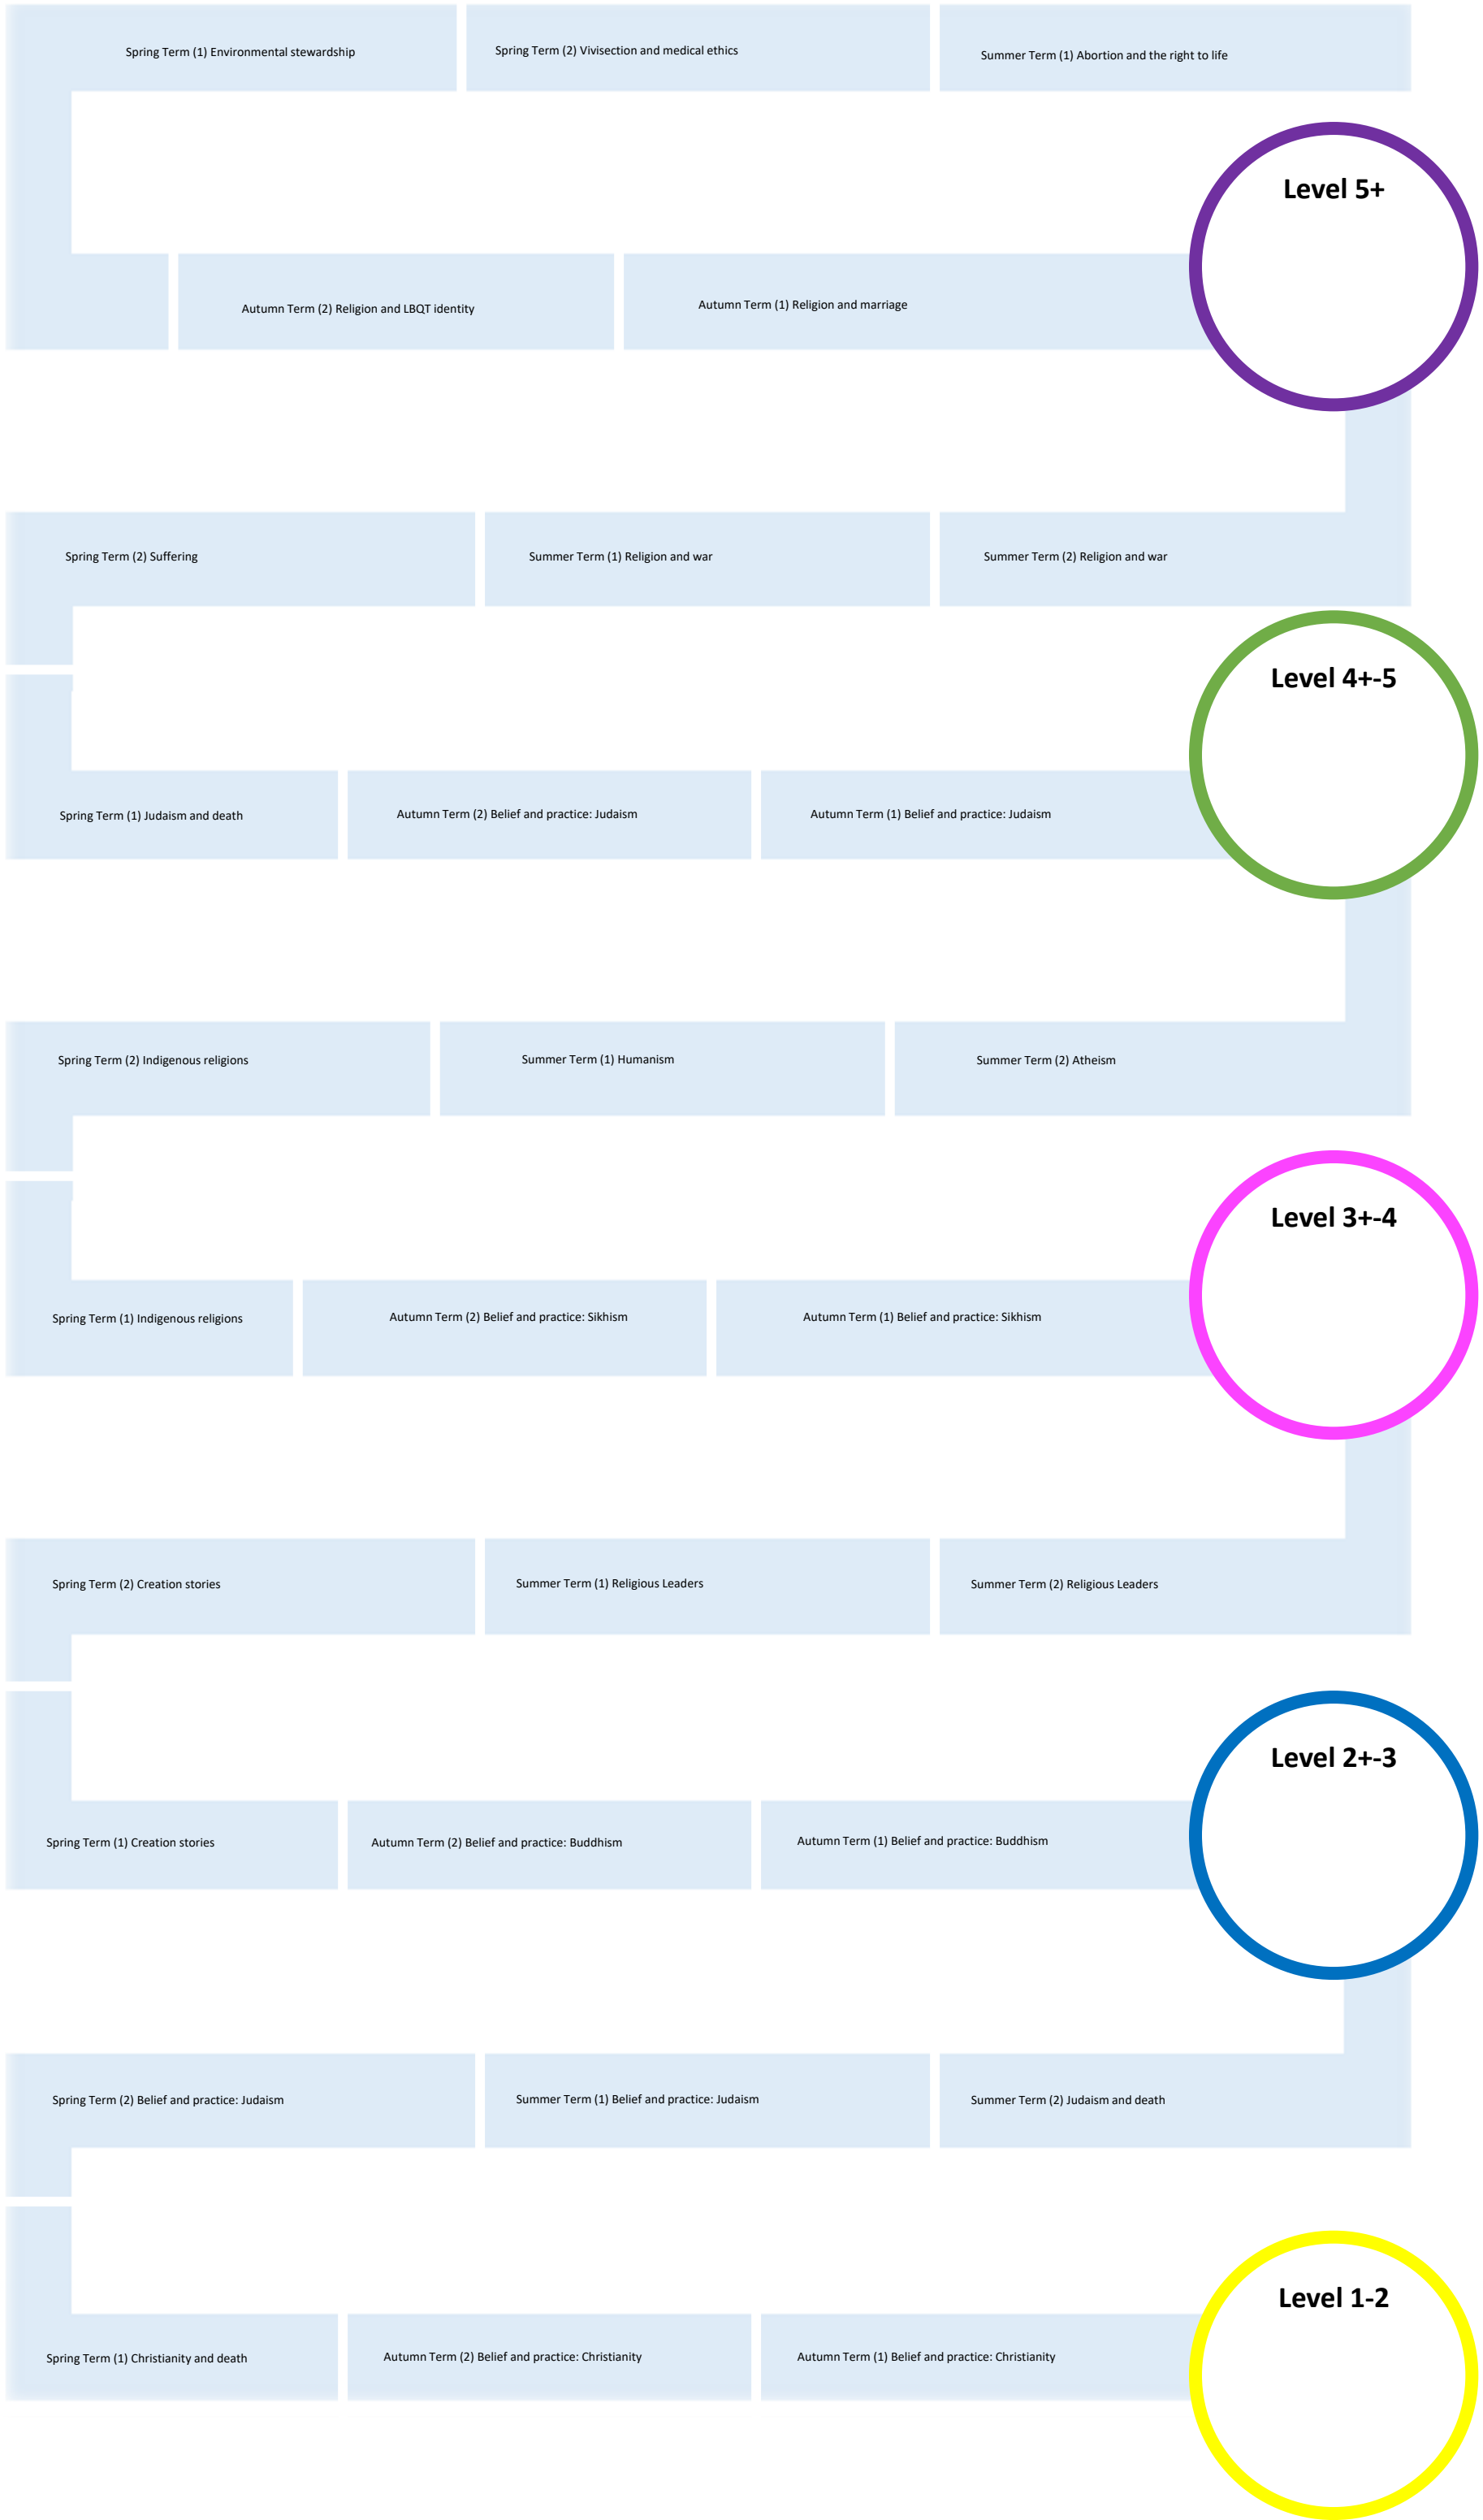 Spring Term (1) Environmental stewardship
Spring Term (2) Vivisection and medical ethics
Summer Term (1) Abortion and the right to life
Level 5+
Autumn Term (2) Religion and LBQT identity
Autumn Term (1) Religion and marriage
Spring Term (2) Suffering
Summer Term (1) Religion and war
Summer Term (2) Religion and war
Level 4+-5
Spring Term (1) Judaism and death
Autumn Term (2) Belief and practice: Judaism
Autumn Term (1) Belief and practice: Judaism
Spring Term (2) Indigenous religions
Summer Term (1) Humanism
Summer Term (2) Atheism
Level 3+-4
Spring Term (1) Indigenous religions
Autumn Term (2) Belief and practice: Sikhism
Autumn Term (1) Belief and practice: Sikhism
Spring Term (2) Creation stories
Summer Term (1) Religious Leaders
Summer Term (2) Religious Leaders
Level 2+-3
Spring Term (1) Creation stories
Autumn Term (2) Belief and practice: Buddhism
Autumn Term (1) Belief and practice: Buddhism
Spring Term (2) Belief and practice: Judaism
Summer Term (1) Belief and practice: Judaism
Summer Term (2) Judaism and death
Level 1-2
Spring Term (1) Christianity and death
Autumn Term (2) Belief and practice: Christianity
Autumn Term (1) Belief and practice: Christianity